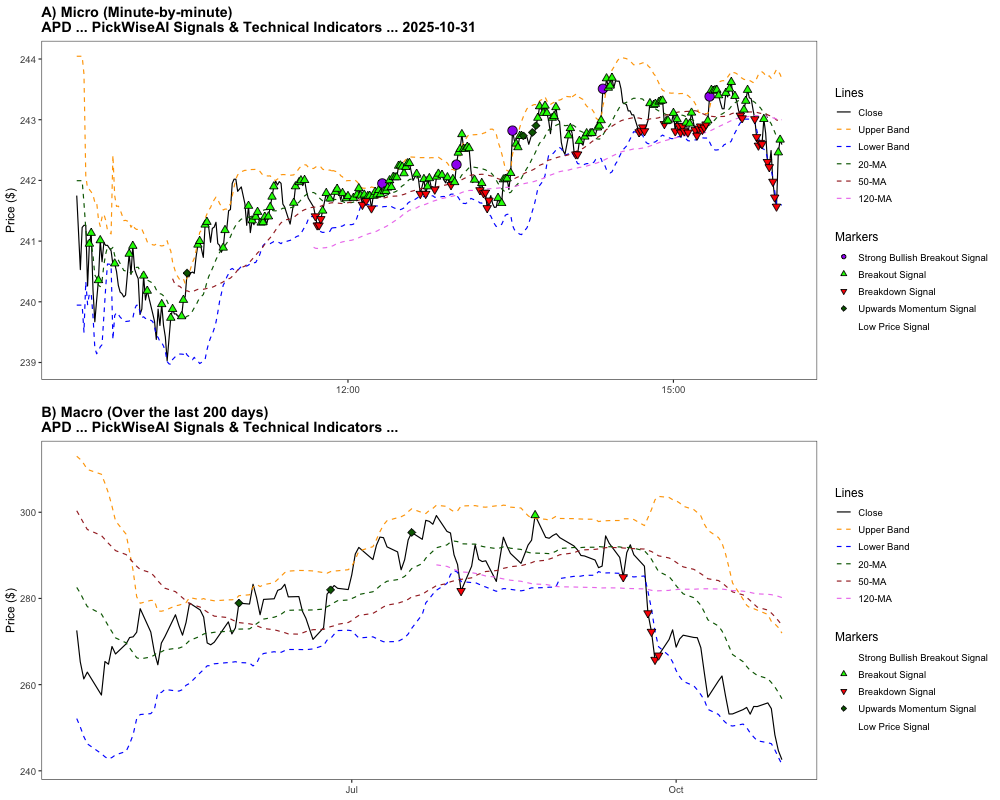 A) Micro (Minute-by-minute)
APD ... PickWiseAI Signals & Technical Indicators ... 2025-10-31
Price ($)
244
243
242
241
240
239
12:00
15:00
Lines
Close
Upper Band
Lower Band
20-MA
50-MA
120-MA
Markers
Strong Bullish Breakout Signal
Breakout Signal
Breakdown Signal
Upwards Momentum Signal
Low Price Signal
B) Macro (Over the last 200 days)
APD ... PickWiseAI Signals & Technical Indicators ...
Price ($)
300
280
260
240
Jul
Oct
Lines
Close
Upper Band
Lower Band
20-MA
50-MA
120-MA
Markers
Strong Bullish Breakout Signal
Breakout Signal
Breakdown Signal
Upwards Momentum Signal
Low Price Signal